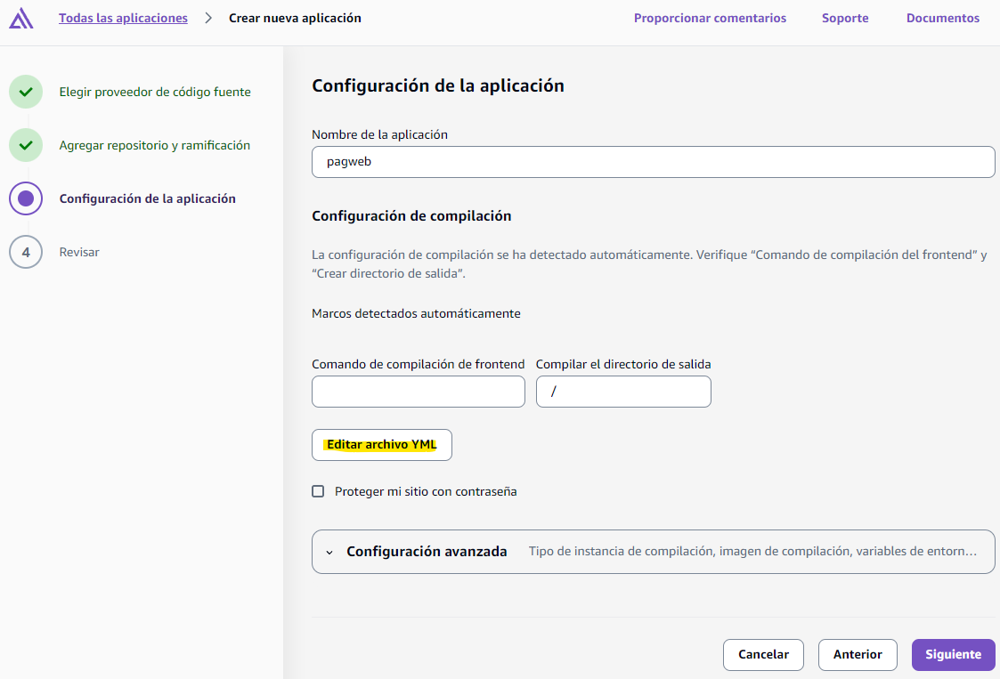 Todas las aplicaciones > Crear nueva aplicación Proporcionar comentarios Soporte Documentos
Elegir proveedor de código fuente
Agregar repositorio y ramificación
Configuración de la aplicación
4 Revisar
Configuración de la aplicación
Nombre de la aplicación
pagweb
Configuración de compilación
La configuración de compilación se ha detectado automáticamente. Verifique “Comando de compilación del frontend” y
“Crear directorio de salida”.
Marcos detectados automáticamente
Comando de compilación de frontend Compilar el directorio de salida
/
Editar archivo YML
Proteger mi sitio con contraseña
Configuración avanzada Tipo de instancia de compilación, imagen de compilación, variables de entorn…
Cancelar Anterior Siguiente